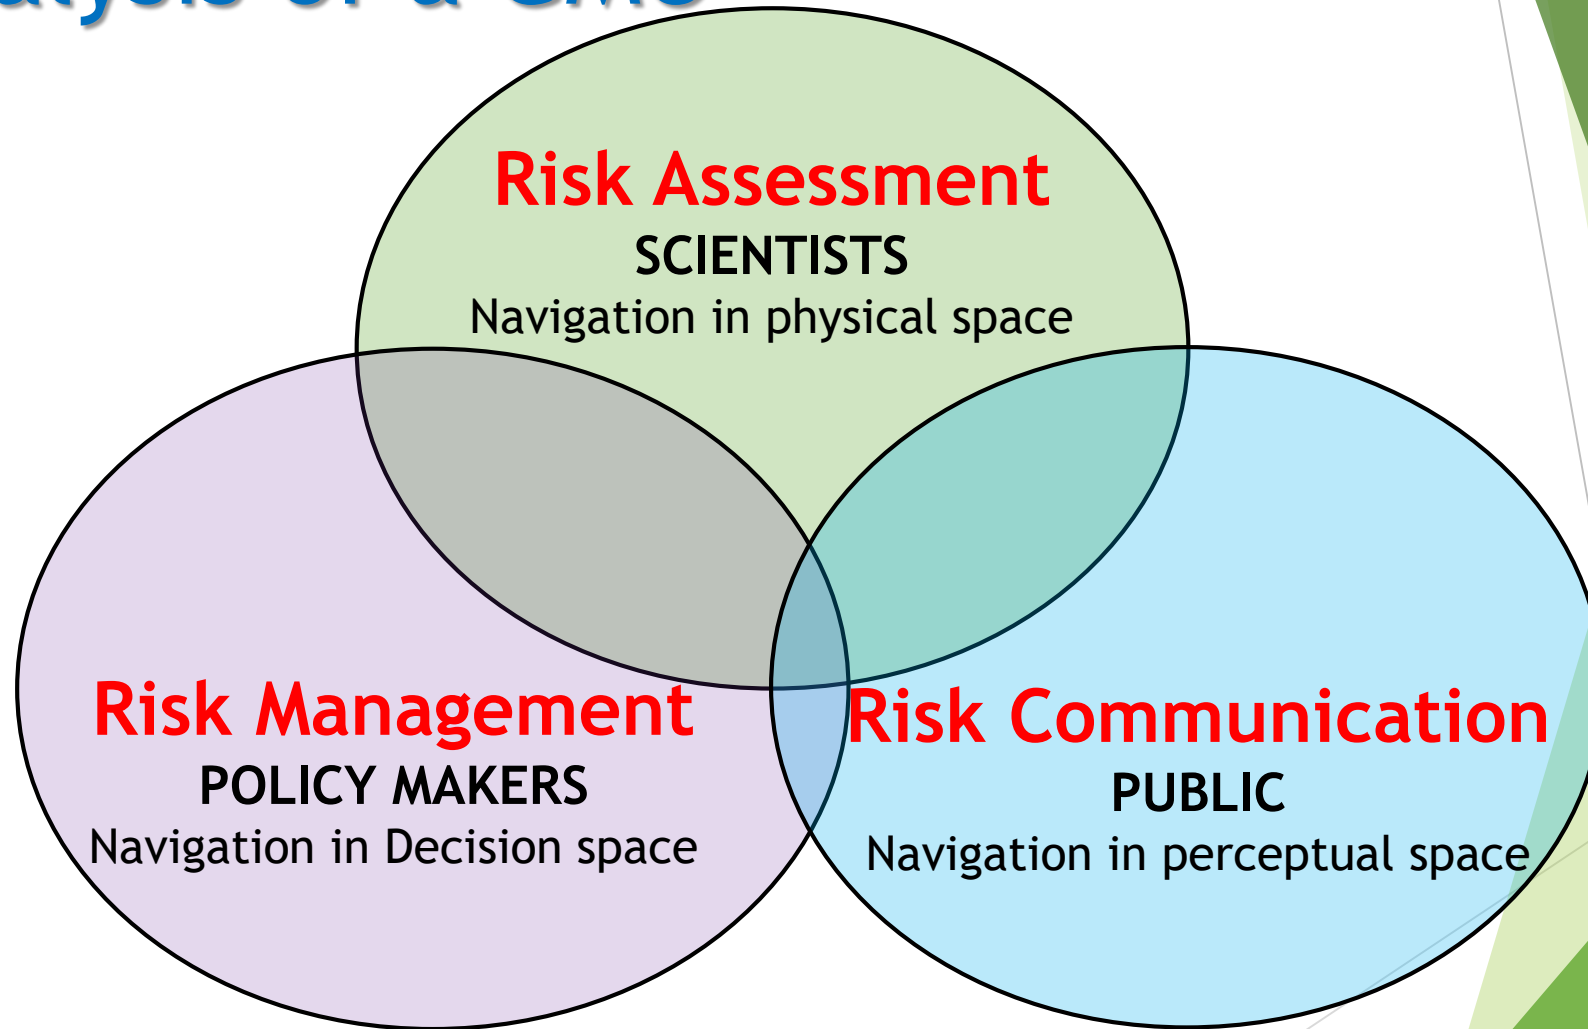 of a
Risk Assessment
SCIENTISTS
Navigation in physical space
Risk Management
POLICY MAKERS
Navigation in Decision space
Risk Communication
PUBLIC
Navigation in perceptual space